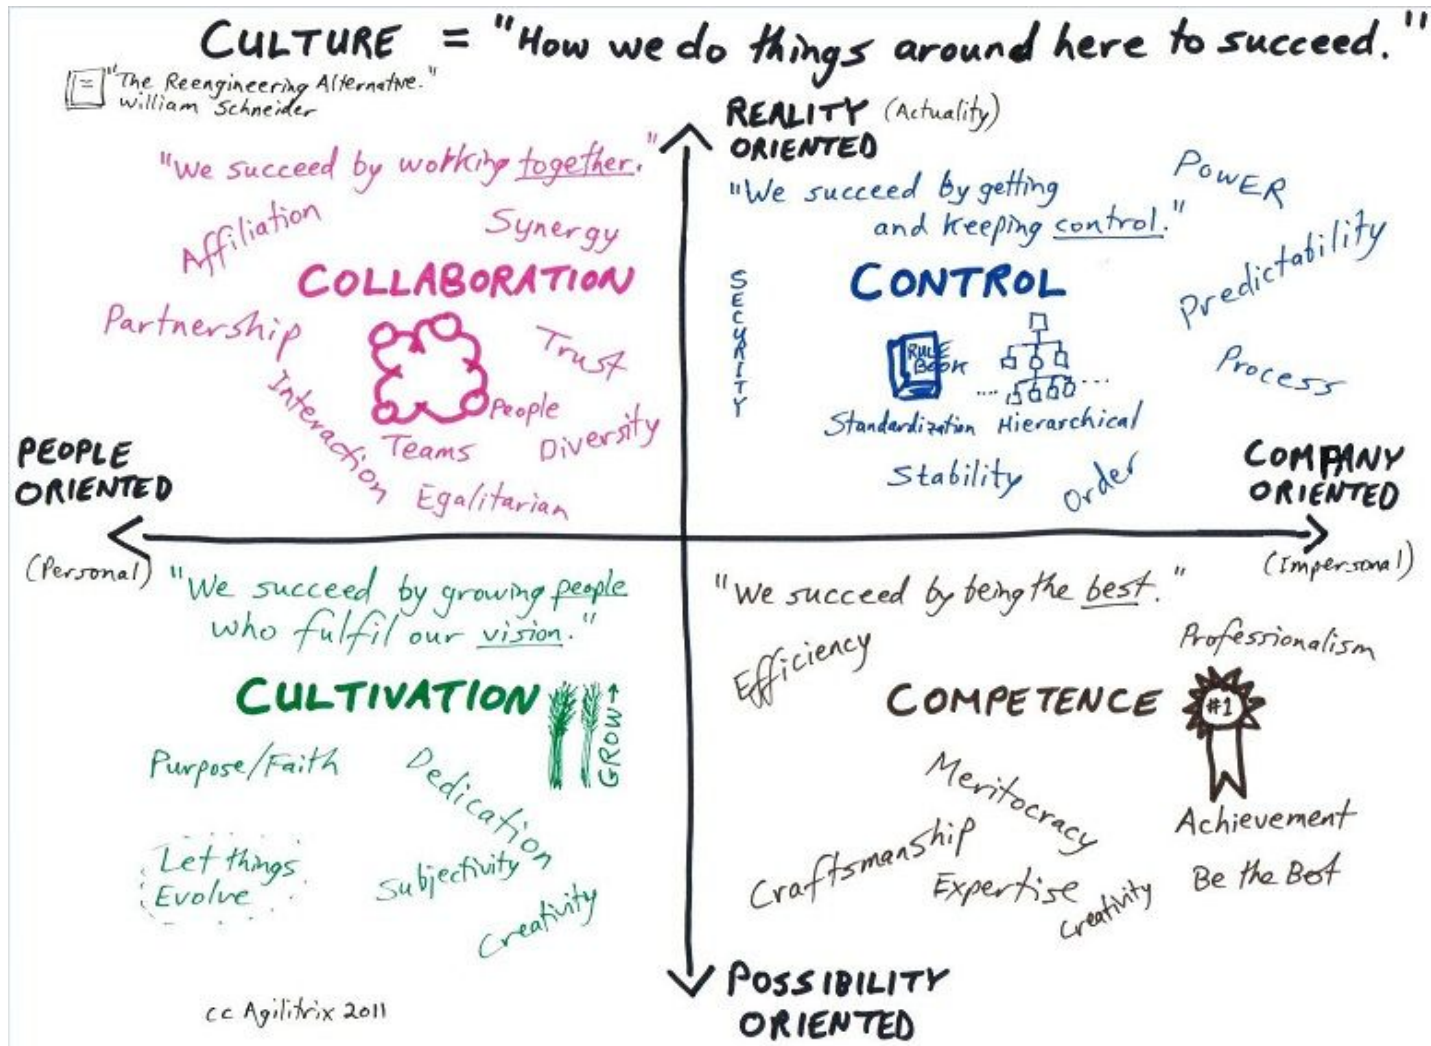 CULTURE = "How we do things around here to succeed."
"The Reengineering Alternative."
William Schneider
REALITY (Actuality)
ORIENTED
"We succeed by working together."
Affiliation
Synergy
COLLABORATION
Partnership
Trust
Interaction
People
Teams
Diversity
Egalitarian
"We succeed by getting
and keeping control."
POWER
Predictability
SECURITY
CONTROL
RULE
BOOK
Process
Standardization
Hierarchical
Stability
Order
PEOPLE
ORIENTED
(Personal)
COMPANY
ORIENTED
(Impersonal)
"We succeed by growing people
who fulfil our vision."
CULTIVATION
GROW
Purpose/Faith
Dedication
Let things
Evolve
Subjectivity
Creativity
"We succeed by being the best."
Efficiency
Professionalism
COMPETENCE
#1
Meritocracy
Achievement
Craftsmanship
Expertise
Creativity
Be the Best
POSSIBILITY
ORIENTED
cc Agilitrix 2011